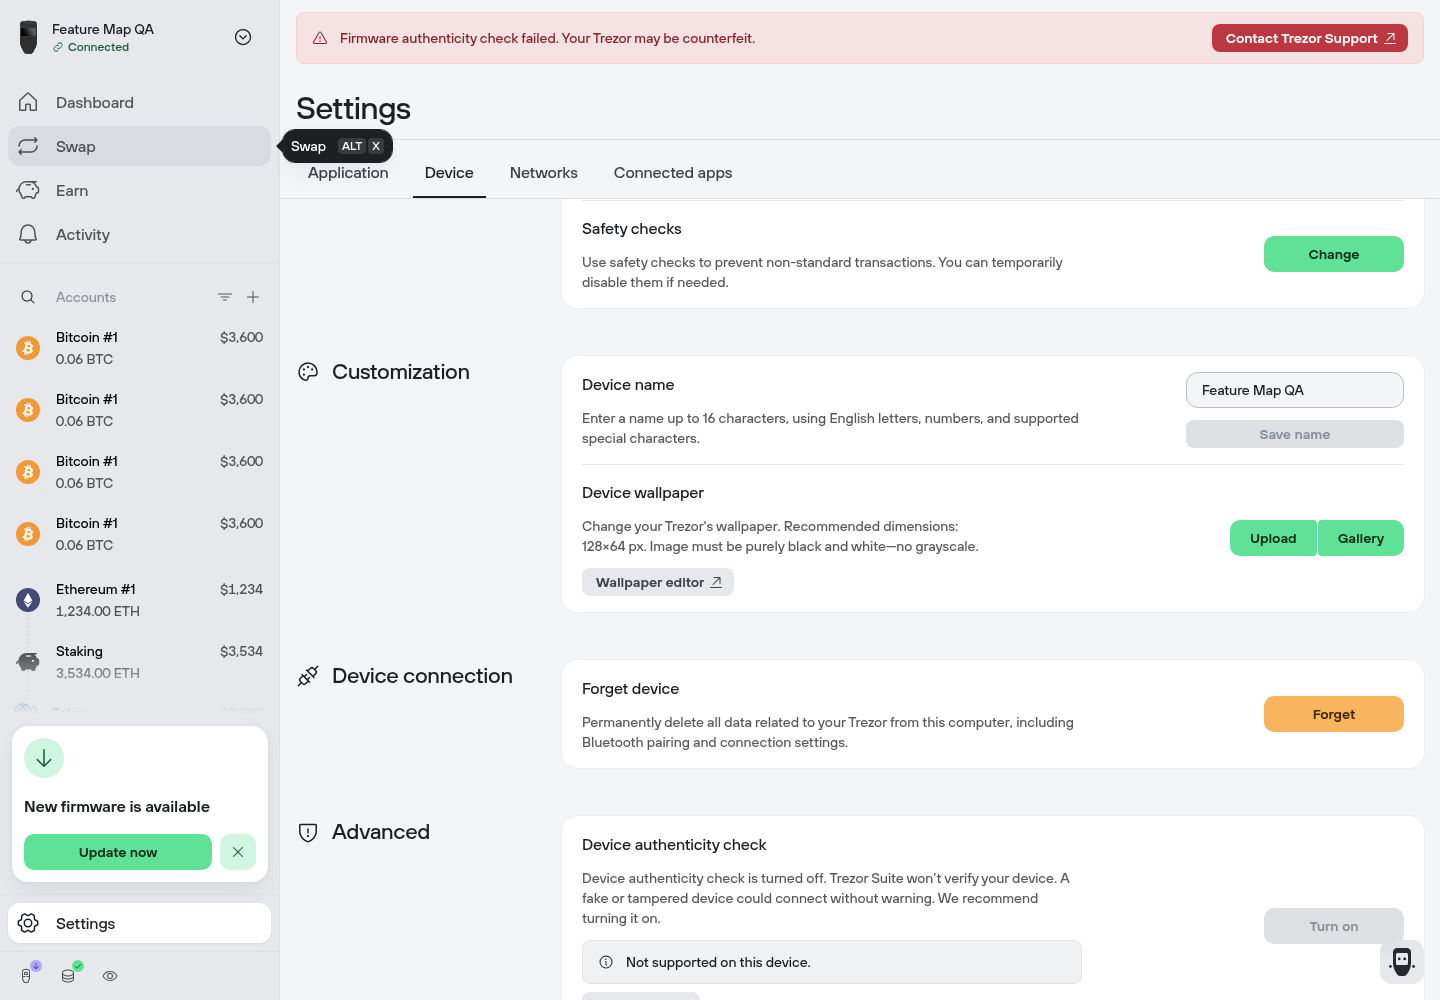 Feature Map QA
Connected
Dashboard
Swap
Earn
Activity
Accounts
Bitcoin #1 $3,600
0.06 BTC
Bitcoin #1 $3,600
0.06 BTC
Bitcoin #1 $3,600
0.06 BTC
Bitcoin #1 $3,600
0.06 BTC
Ethereum #1 $1,234
1,234.00 ETH
Staking $3,534
3,534.00 ETH
New firmware is available
Update now
Settings
Firmware authenticity check failed. Your Trezor may be counterfeit.
Contact Trezor Support
Settings
Swap ALT X
Application Device Networks Connected apps
Safety checks
Use safety checks to prevent non-standard transactions. You can temporarily
disable them if needed.
Change
Customization
Device name
Enter a name up to 16 characters, using English letters, numbers, and supported
special characters.
Feature Map QA
Save name
Device wallpaper
Change your Trezor's wallpaper. Recommended dimensions:
128×64 px. Image must be purely black and white—no grayscale.
Upload Gallery
Wallpaper editor
Device connection
Forget device
Permanently delete all data related to your Trezor from this computer, including
Bluetooth pairing and connection settings.
Forget
Advanced
Device authenticity check
Device authenticity check is turned off. Trezor Suite won't verify your device. A
fake or tampered device could connect without warning. We recommend
turning it on.
Turn on
Not supported on this device.